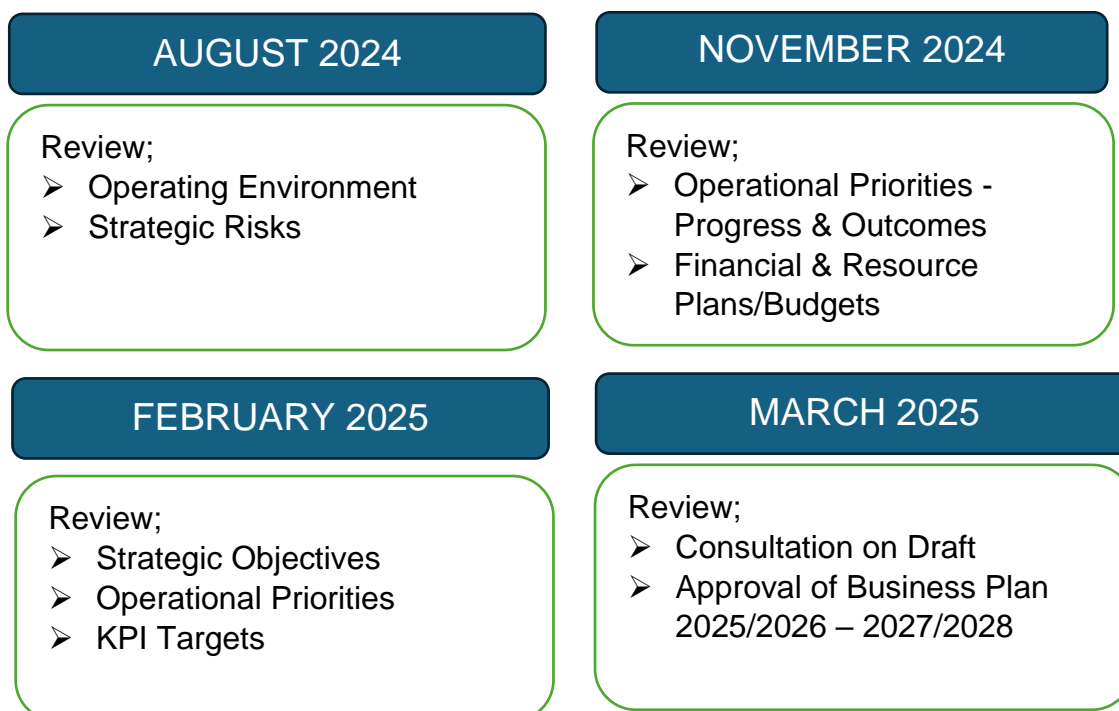 AUGUST 2024
Review;
➢ Operating Environment
➢ Strategic Risks
NOVEMBER 2024
Review;
➢ Operational Priorities -
Progress & Outcomes
➢ Financial & Resource
Plans/Budgets
FEBRUARY 2025
Review;
➢ Strategic Objectives
➢ Operational Priorities
➢ KPI Targets
MARCH 2025
Review;
➢ Consultation on Draft
➢ Approval of Business Plan
2025/2026 – 2027/2028